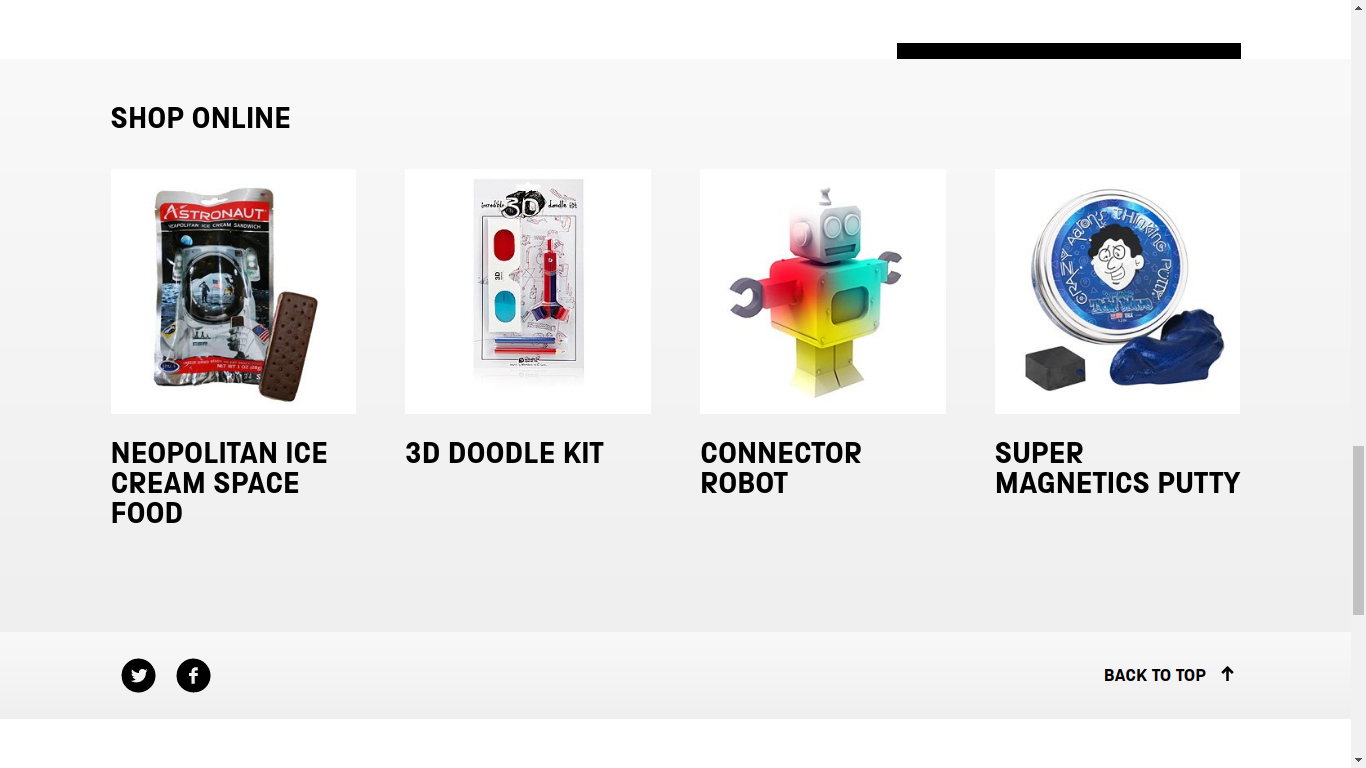 SHOP ONLINE
ASTRONAUT
NEAPOLITAN ICE CREAM SANDWICH
incredible 3D doodle kit
3D
CRAZY AARON'S THINKING PUTTY
NEOPOLITAN ICE
CREAM SPACE
FOOD
3D DOODLE KIT
CONNECTOR
ROBOT
SUPER
MAGNETICS PUTTY
BACK TO TOP